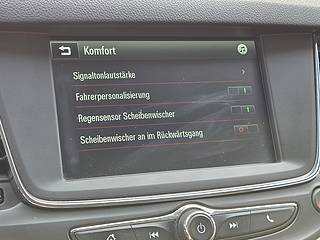 Komfort
Signaltonlautstärke
Fahrerpersonalisierung
Regensensor Scheibenwischer
Scheibenwischer an im Rückwärtsgang